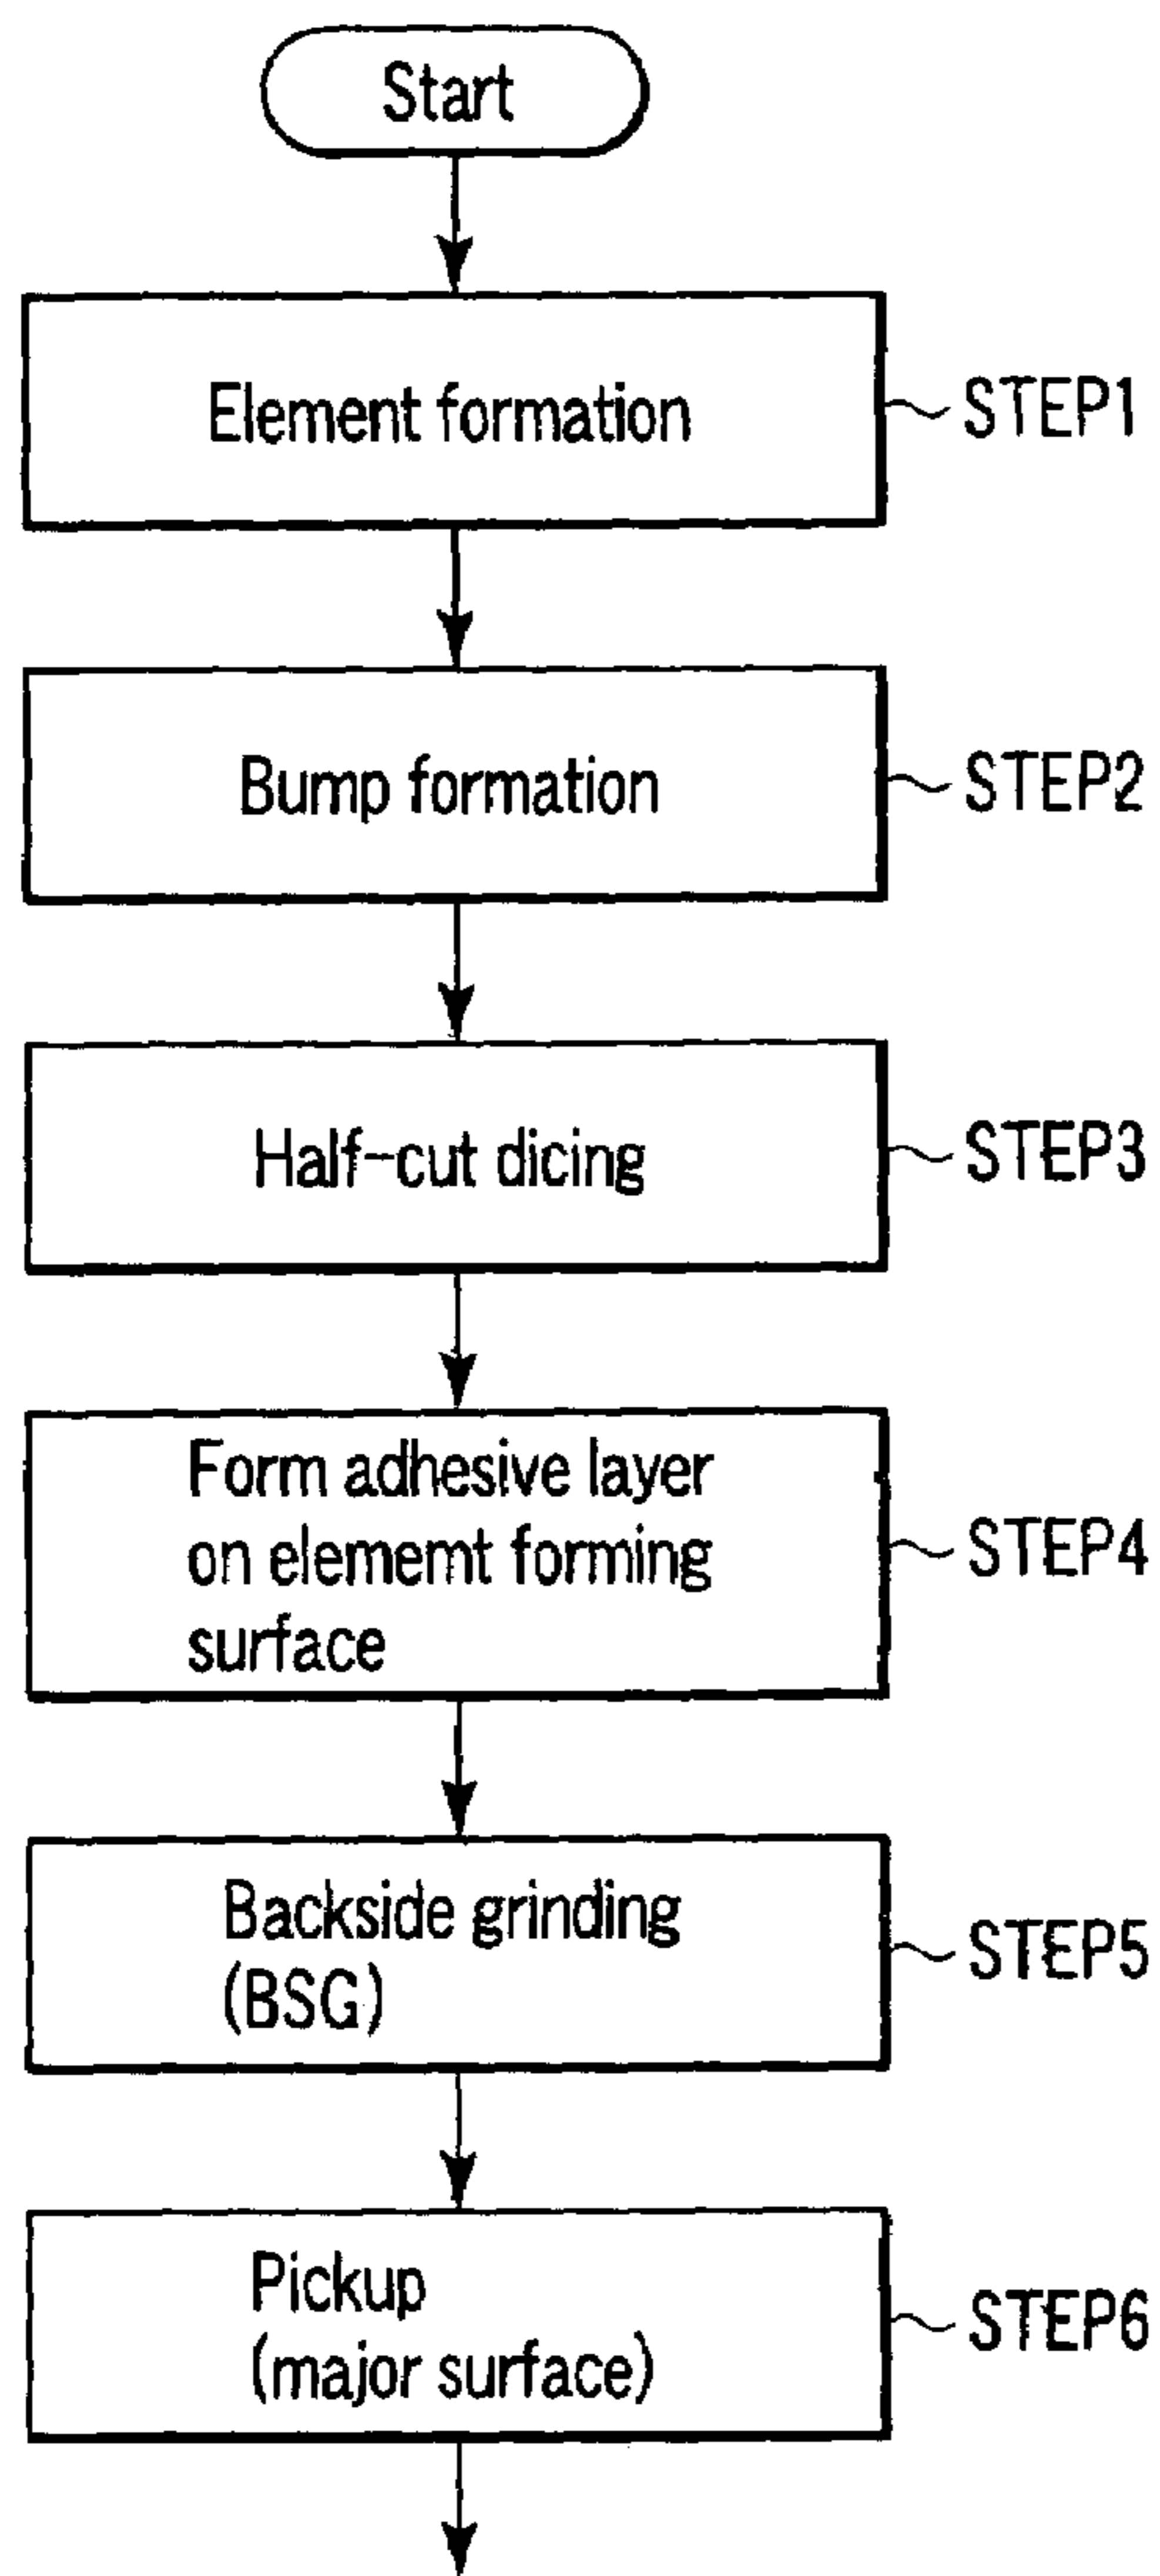 Start
Element formation
STEP1
Bump formation
STEP2
Half-cut dicing
STEP3
Form adhesive layer
on elememt forming
surface
STEP4
Backside grinding
(BSG)
STEP5
Pickup
(major surface)
STEP6